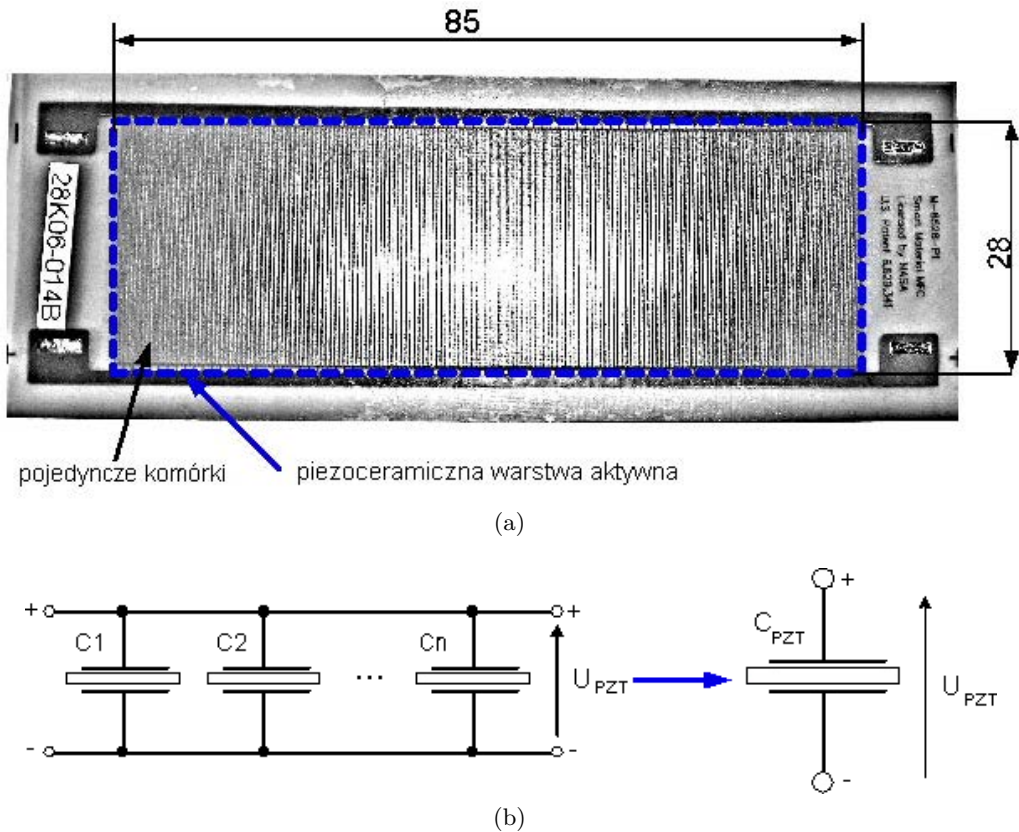 85
28
28K06-014B
M-8528-P1
Smart Material MFC
Licensed by NASA
U.S. Patent 6,629,341
pojedyncze komórki
piezoceramiczna warstwa aktywna
(a)
+ + +
C1 C2 Cn C PZT
... U PZT U PZT
- - -
(b)